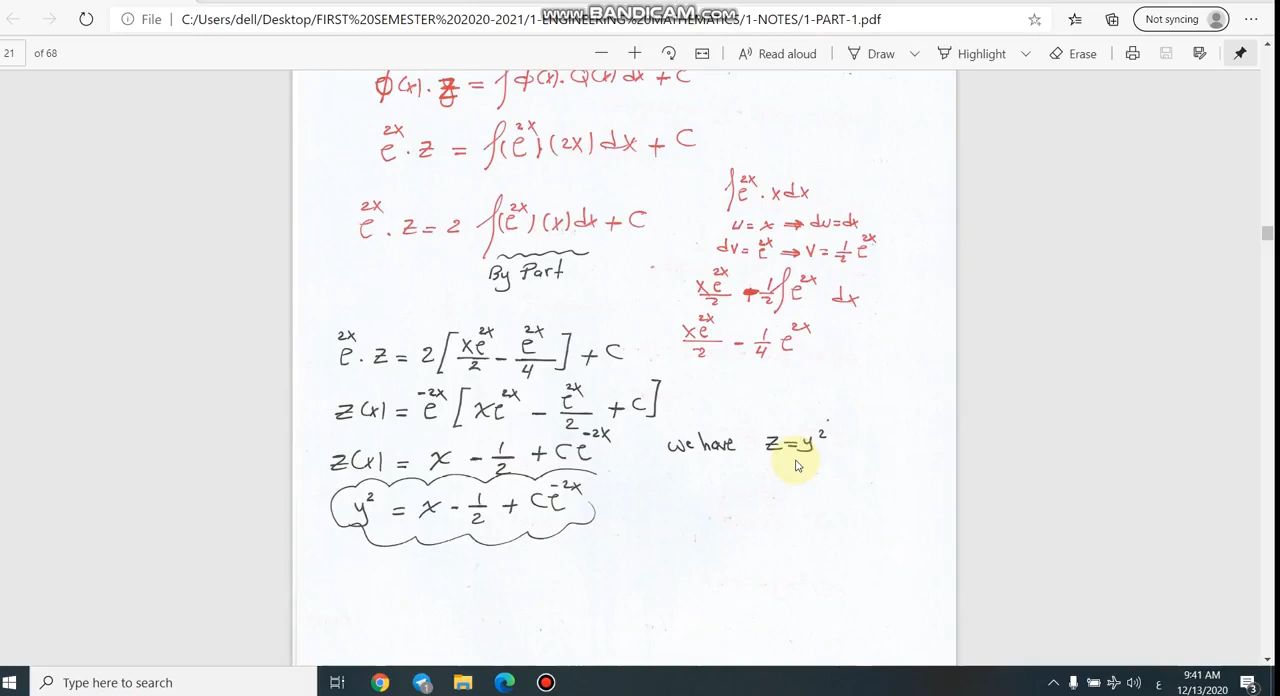 www.BANDICAM.com
File | C:/Users/dell/Desktop/FIRST%20SEMESTER%202020-2021/1-ENGINEERING%20MATHEMATICS/1-NOTES/1-PART-1.pdf
Not syncing
21 of 68
Read aloud
Draw
Highlight
Erase
ϕ(x). z = ∫ϕ(x). Q(x) dx + C
e^2x . z = ∫(e^2x)(2x)dx + C
∫e^2x . x dx
e^2x . z = 2 ∫(e^2x)(x)dx + C
u = x → du = dx
dv = e^2x → v = 1/2 e^2x
By Part
xe^2x/2 - 1/2 ∫e^2x dx
xe^2x/2 - 1/4 e^2x
e^2x . z = 2[xe^2x/2 - e^2x/4] + C
z(x) = e^-2x [xe^2x - e^2x/2 + C]
we have z = y^2
z(x) = x - 1/2 + Ce^-2x
y^2 = x - 1/2 + Ce^-2x
Type here to search
1
ع
9:41 AM
12/13/2020
3